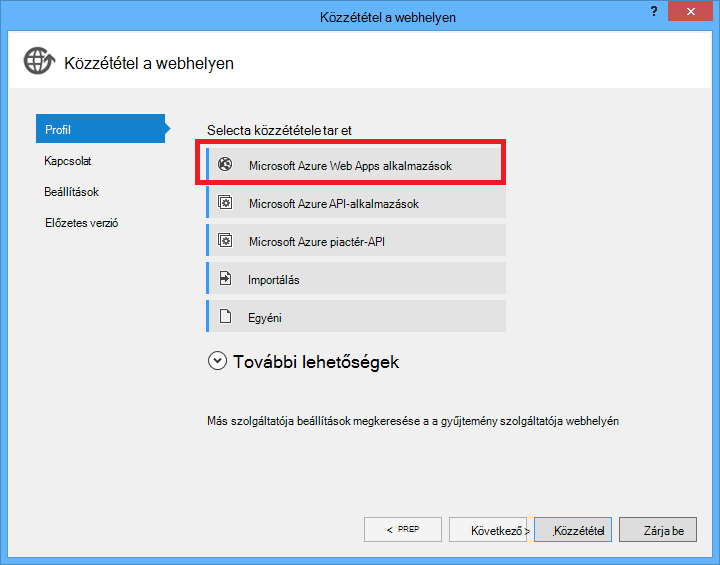 Közzététel a webhelyen
?
Közzététel a webhelyen
Profil
Kapcsolat
Beállítások
Előzetes verzió
Selecta közzététele tar et
Microsoft Azure Web Apps alkalmazások
Microsoft Azure API-alkalmazások
Microsoft Azure piactér-API
Importálás
Egyéni
További lehetőségek
Más szolgáltatója beállítások megkeresése a a gyűjtemény szolgáltatója webhelyén
< PREP
Következő >
Közzététel
Zárja be